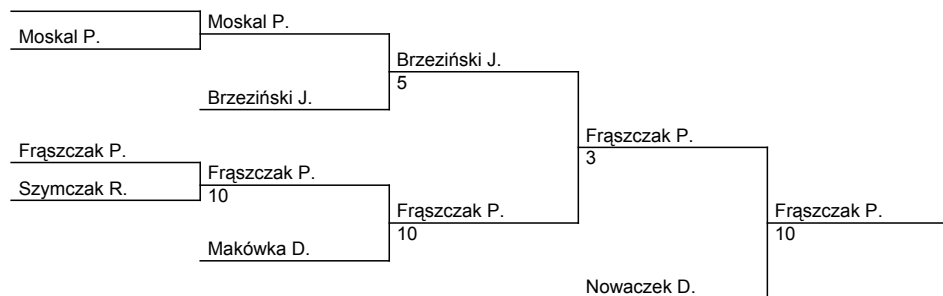 Moskal P.
Moskal P.
Brzeziński J.
5
Brzeziński J.
Frąszczak P.
3
Frąszczak P.
Frąszczak P.
Szymczak R.
10
Frąszczak P.
10
Frąszczak P.
10
Makówka D.
Nowaczek D.